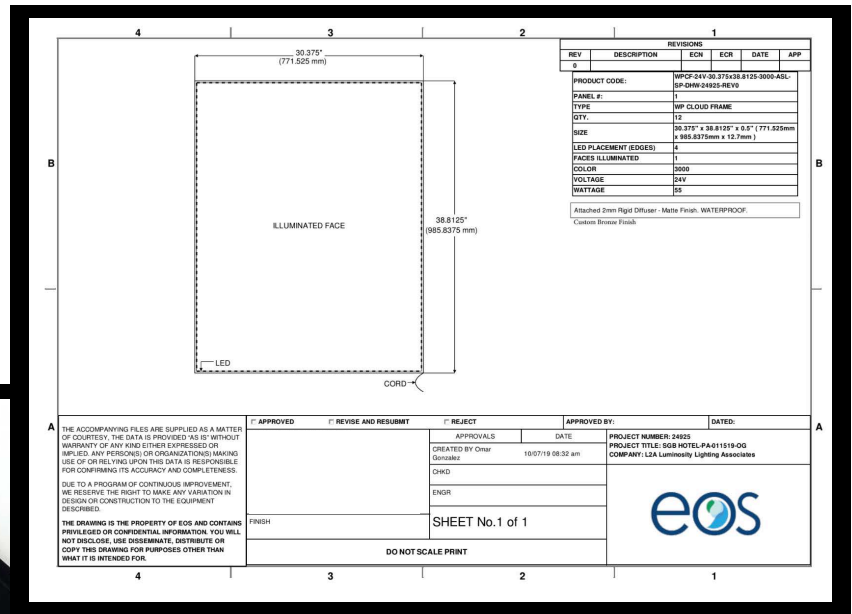 4 3 2 1
REVISIONS
REV DESCRIPTION ECN ECR DATE APP
0
30.375"
(771.525 mm)
PRODUCT CODE: WPCF-24V-30.375x38.8125-3000-ASL-
SP-DHW-24925-REV0
PANEL #: 1
TYPE WP CLOUD FRAME
QTY. 12
SIZE 30.375" x 38.8125" x 0.5" ( 771.525mm
x 985.8375mm x 12.7mm )
LED PLACEMENT (EDGES) 4
FACES ILLUMINATED 1
COLOR 3000
VOLTAGE 24V
WATTAGE 55
B B
Attached 2mm Rigid Diffuser - Matte Finish. WATERPROOF.
Custom Bronze Finish
ILLUMINATED FACE
38.8125"
(985.8375 mm)
LED
CORD
A A
THE ACCOMPANYING FILES ARE SUPPLIED AS A MATTER
OF COURTESY, THE DATA IS PROVIDED "AS IS" WITHOUT
WARRANTY OF ANY KIND EITHER EXPRESSED OR
IMPLIED. ANY PERSON(S) OR ORGANIZATION(S) MAKING
USE OF OR RELYING UPON THIS DATA IS RESPONSIBLE
FOR CONFIRMING ITS ACCURACY AND COMPLETENESS.
DUE TO A PROGRAM OF CONTINUOUS IMPROVEMENT,
WE RESERVE THE RIGHT TO MAKE ANY VARIATION IN
DESIGN OR CONSTRUCTION TO THE EQUIPMENT
DESCRIBED.
THE DRAWING IS THE PROPERTY OF EOS AND CONTAINS
PRIVILEGED OR CONFIDENTIAL INFORMATION. YOU WILL
NOT DISCLOSE, USE DISSEMINATE, DISTRIBUTE OR
COPY THIS DRAWING FOR PURPOSES OTHER THAN
WHAT IT IS INTENDED FOR.
APPROVED REVISE AND RESUBMIT REJECT APPROVED BY: DATED:
APPROVALS DATE
CREATED BY Omar
Gonzalez 10/07/19 08:32 am
CHKD
ENGR
FINISH
SHEET No.1 of 1
DO NOT SCALE PRINT
PROJECT NUMBER: 24925
PROJECT TITLE: SGB HOTEL-PA-011519-OG
COMPANY: L2A Luminosity Lighting Associates
eos
4 3 2 1